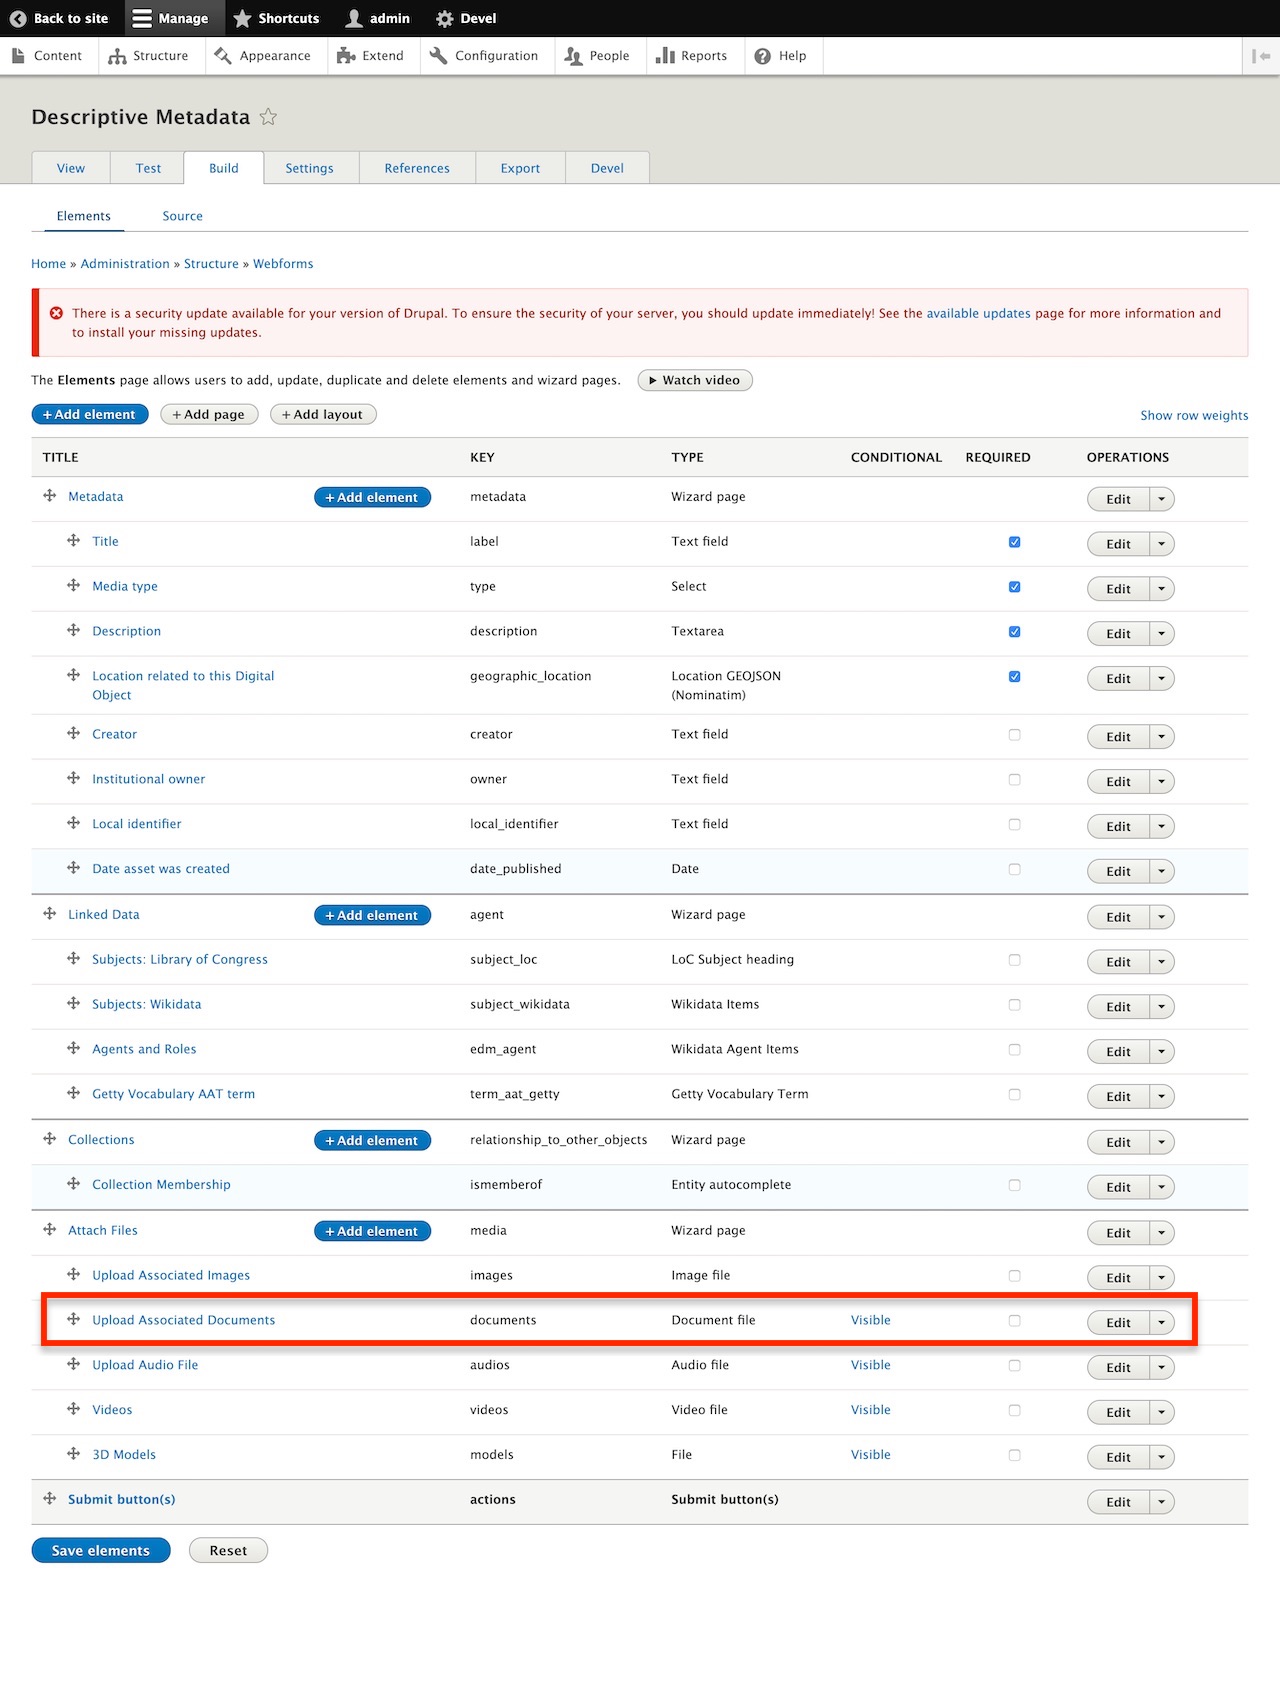 Back to site Manage Shortcuts admin Devel
Content Structure Appearance Extend Configuration People Reports Help
Descriptive Metadata
View Test Build Settings References Export Devel
Elements Source
Home » Administration » Structure » Webforms
There is a security update available for your version of Drupal. To ensure the security of your server, you should update immediately! See the available updates page for more information and
to install your missing updates.
The Elements page allows users to add, update, duplicate and delete elements and wizard pages. Watch video
+ Add element + Add page + Add layout Show row weights
TITLE KEY TYPE CONDITIONAL REQUIRED OPERATIONS
Metadata + Add element metadata Wizard page Edit
Title label Text field Edit
Media type type Select Edit
Description description Textarea Edit
Location related to this Digital geographic_location Location GEOJSON Edit
Object (Nominatim)
Creator creator Text field Edit
Institutional owner owner Text field Edit
Local identifier local_identifier Text field Edit
Date asset was created date_published Date Edit
Linked Data + Add element agent Wizard page Edit
Subjects: Library of Congress subject_loc LoC Subject heading Edit
Subjects: Wikidata subject_wikidata Wikidata Items Edit
Agents and Roles edm_agent Wikidata Agent Items Edit
Getty Vocabulary AAT term term_aat_getty Getty Vocabulary Term Edit
Collections + Add element relationship_to_other_objects Wizard page Edit
Collection Membership ismemberof Entity autocomplete Edit
Attach Files + Add element media Wizard page Edit
Upload Associated Images images Image file Edit
Upload Associated Documents documents Document file Visible Edit
Upload Audio File audios Audio file Visible Edit
Videos videos Video file Visible Edit
3D Models models File Visible Edit
Submit button(s) actions Submit button(s) Edit
Save elements Reset